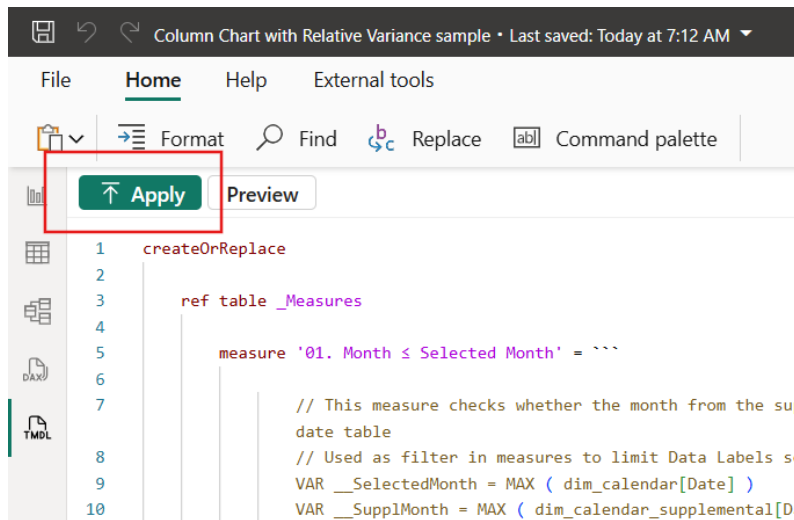 Column Chart with Relative Variance sample • Last saved: Today at 7:12 AM
File Home Help External tools
Format Find Replace Command palette
Apply Preview
1 createOrReplace
2
3 ref table _Measures
4
5 measure '01. Month ≤ Selected Month' = ```
6
7 // This measure checks whether the month from the su
date table
8 // Used as filter in measures to limit Data Labels s
9 VAR __SelectedMonth = MAX ( dim_calendar[Date] )
10 VAR __SupplMonth = MAX ( dim_calendar_supplemental[D
DAX
TMDL